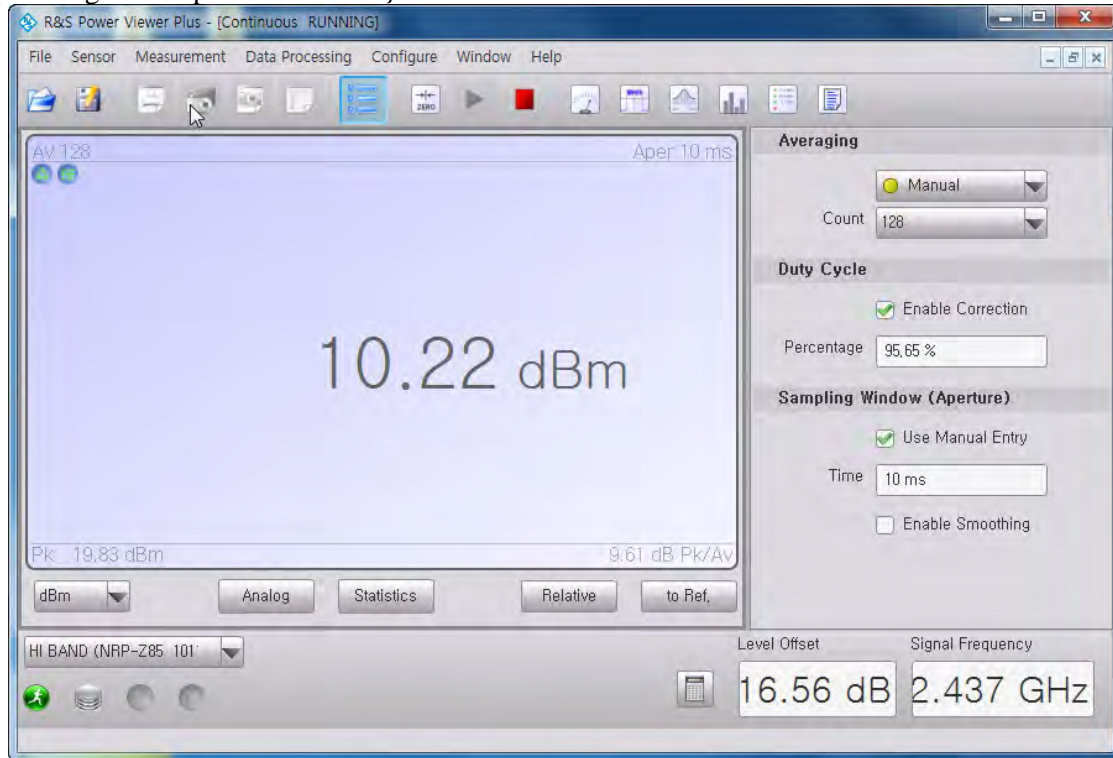 R&S Power Viewer Plus - [Continuous RUNNING]
File Sensor Measurement Data Processing Configure Window Help
ZERO
Av 128 Aper 10 ms
10.22 dBm
Pk 19,83 dBm 9.61 dB Pk/Av
dBm Analog Statistics Relative to Ref,
Averaging
Manual
Count 128
Duty Cycle
Enable Correction
Percentage 95,65 %
Sampling Window (Aperture)
Use Manual Entry
Time 10 ms
Enable Smoothing
HI BAND (NRP-Z85 101
Level Offset Signal Frequency
16.56 dB 2.437 GHz